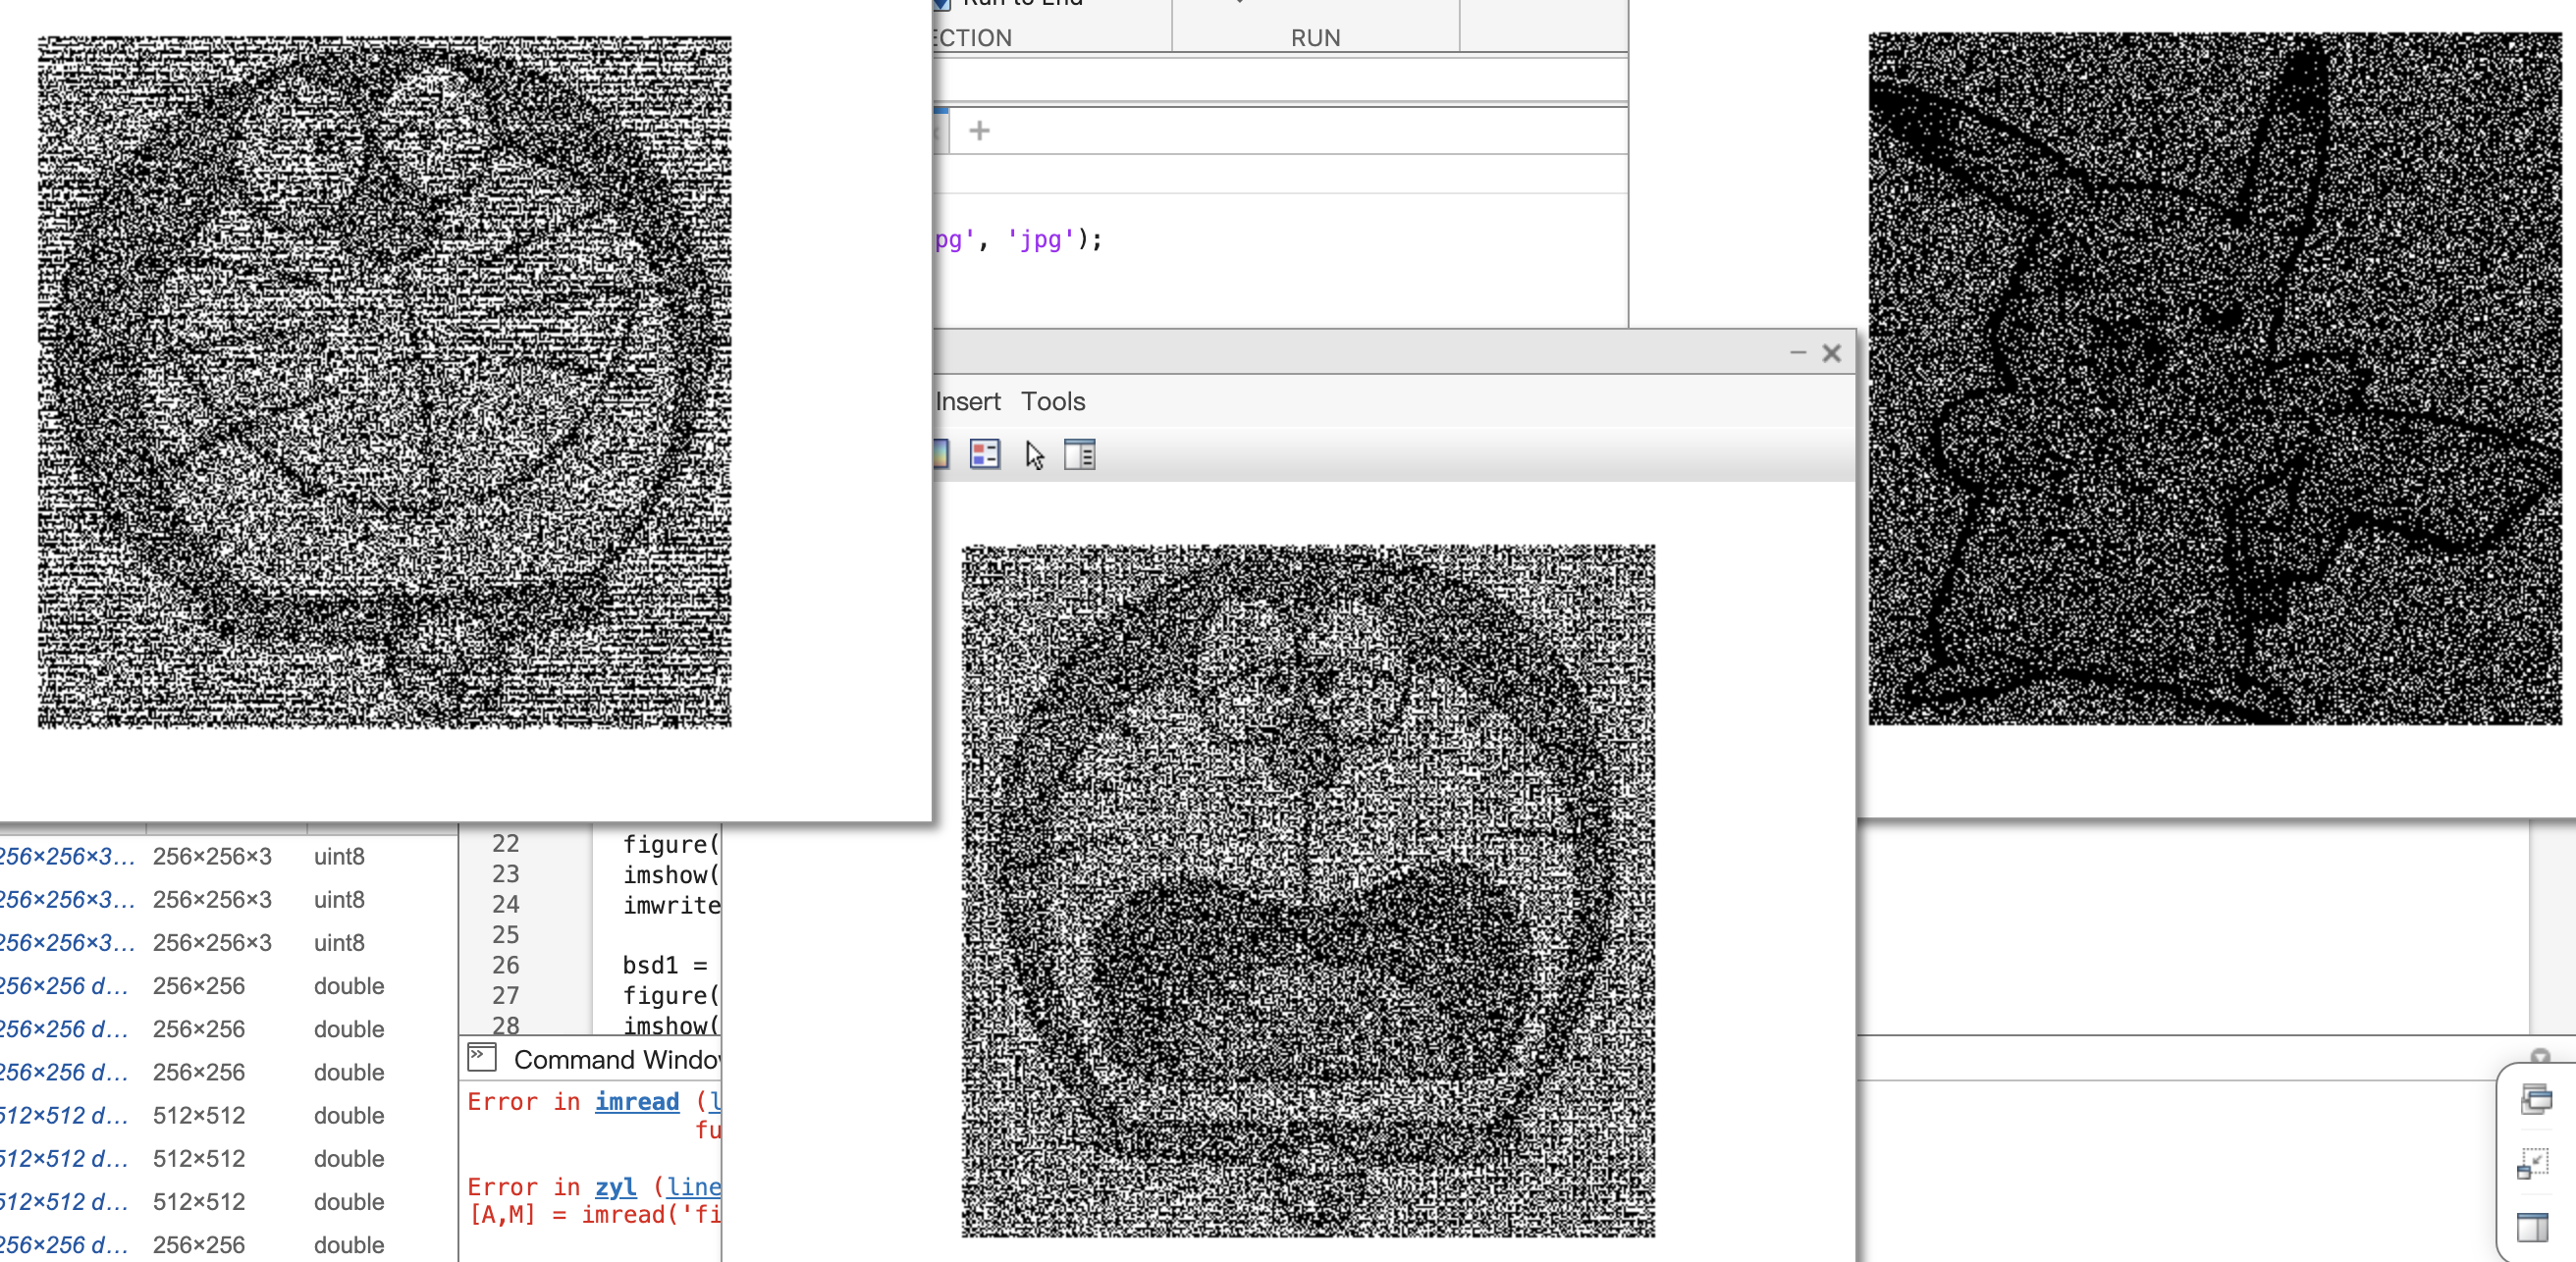 Run to End
ECTION
RUN
+
pg', 'jpg');
Insert Tools
256×256×3... 256×256×3 uint8
256×256×3... 256×256×3 uint8
256×256×3... 256×256×3 uint8
256×256 d... 256×256 double
256×256 d... 256×256 double
256×256 d... 256×256 double
512×512 d... 512×512 double
512×512 d... 512×512 double
512×512 d... 512×512 double
256×256 d... 256×256 double
22 figure(
23 imshow(
24 imwrite
25
26 bsd1 =
27 figure(
28 imshow(
Command Windo
Error in imread (l
fu
Error in zyl (line
[A,M] = imread('fi